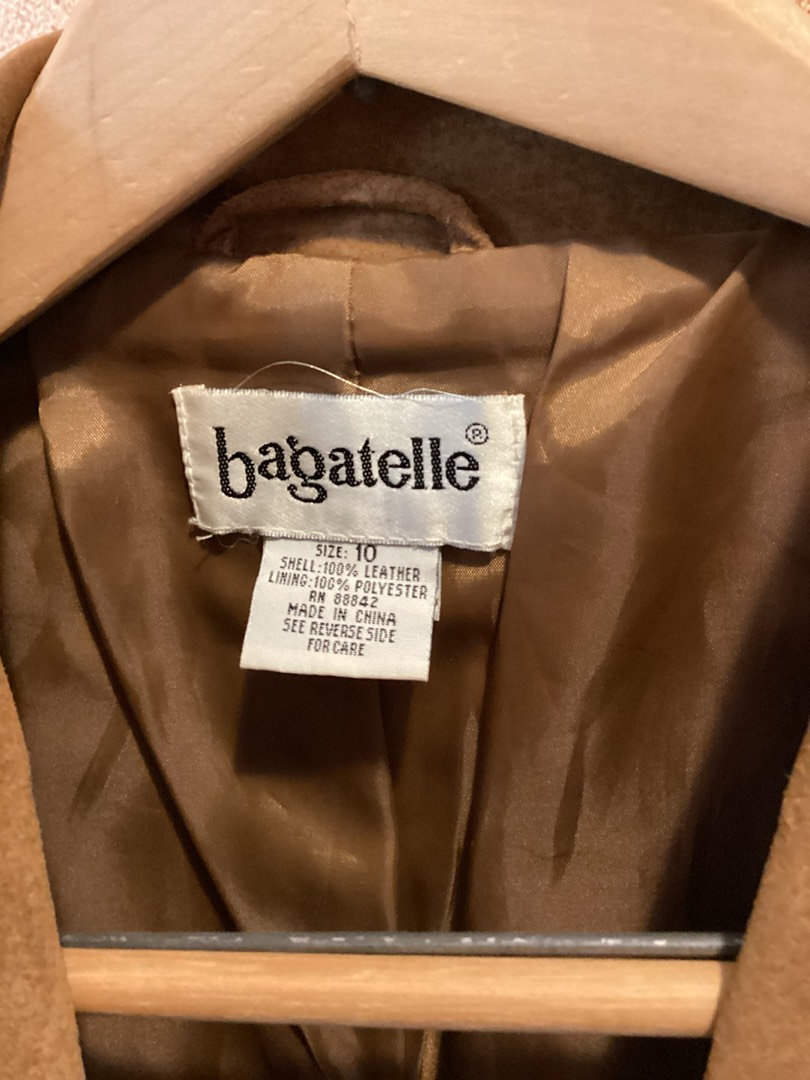 bagatelle®
SIZE: 10
SHELL:100% LEATHER
LINING:100% POLYESTER
RN 88842
MADE IN CHINA
SEE REVERSE SIDE
FOR CARE